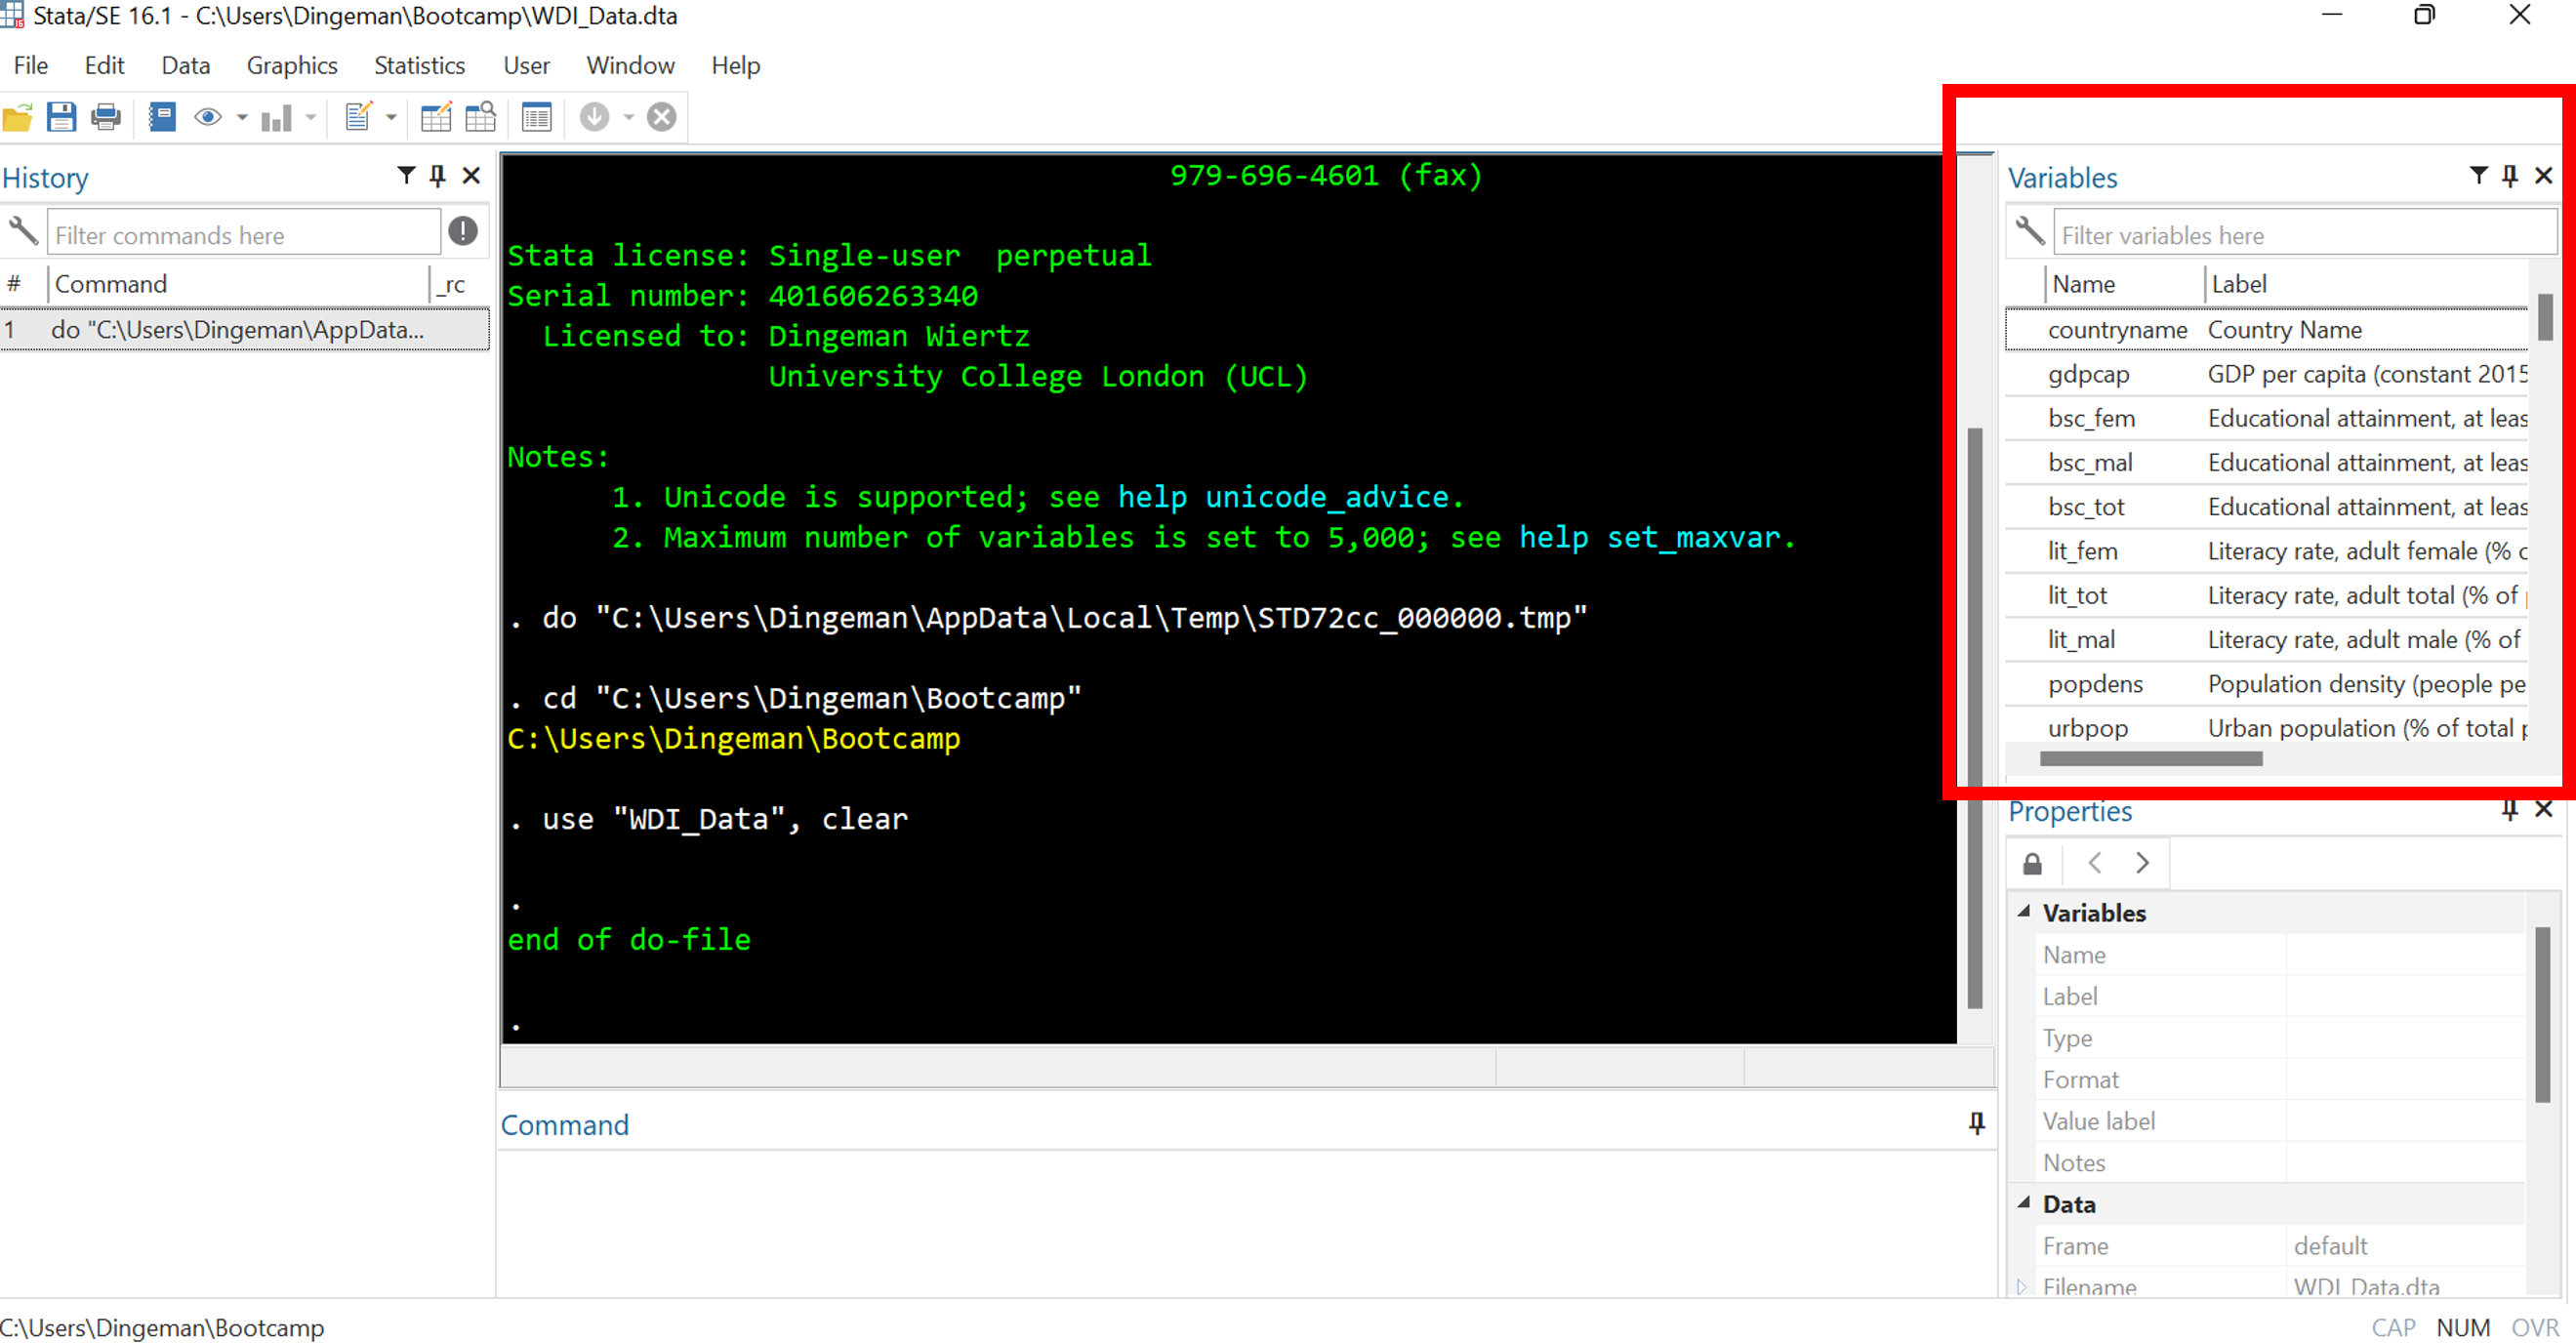 Stata/SE 16.1 - C:\Users\Dingeman\Bootcamp\WDI_Data.dta
File Edit Data Graphics Statistics User Window Help
History
Filter commands here
# Command _rc
1 do "C:\Users\Dingeman\AppData...
979-696-4601 (fax)
Stata license: Single-user perpetual
Serial number: 401606263340
Licensed to: Dingeman Wiertz
University College London (UCL)
Notes:
1. Unicode is supported; see help unicode_advice.
2. Maximum number of variables is set to 5,000; see help set_maxvar.
. do "C:\Users\Dingeman\AppData\Local\Temp\STD72cc_000000.tmp"
. cd "C:\Users\Dingeman\Bootcamp"
C:\Users\Dingeman\Bootcamp
. use "WDI_Data", clear
.
end of do-file
.
Command
Variables
Filter variables here
Name Label
countryname Country Name
gdpcap GDP per capita (constant 2015
bsc_fem Educational attainment, at leas
bsc_mal Educational attainment, at leas
bsc_tot Educational attainment, at leas
lit_fem Literacy rate, adult female (% o
lit_tot Literacy rate, adult total (% of
lit_mal Literacy rate, adult male (% of
popdens Population density (people pe
urbpop Urban population (% of total p
Properties
Variables
Name
Label
Type
Format
Value label
Notes
Data
Frame default
Filename WDI_Data.dta
C:\Users\Dingeman\Bootcamp
CAP NUM OVR